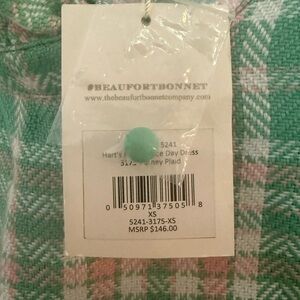 #BEAUFORTBONNET
www.thebeaufortbonnetcompany.com
5241
Hart's Day Dress
Plaid
0 50971 37505 8
XS
5241-3175-XS
MSRP $146.00